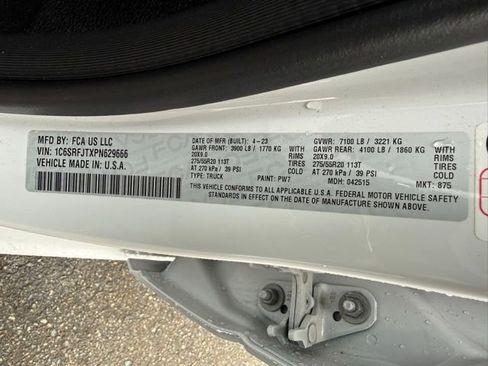 MFD BY: FCA US LLC
VIN: 1C6SRFJTXPN629666
VEHICLE MADE IN: U.S.A.
DATE OF MFR (BUILT): 4-23
GAWR FRONT: 3900 LB / 1770 KG
20X9.0
275/55R20 113T
AT 270 kPa / 39 PSI
TYPE: TRUCK
TIRES
COLD
PAINT: PW7
GVWR: 7100 LB / 3221 KG
GAWR REAR: 4100 LB / 1860 KG
20X9.0
275/55R20 113T
AT 270 kPa / 39 PSI
MDH: 042515
TIRES
COLD
MKT: 875
THIS VEHICLE CONFORMS TO ALL APPLICABLE U.S.A. FEDERAL MOTOR VEHICLE SAFETY
STANDARDS IN EFFECT ON THE DATE OF MANUFACTURE SHOWN ABOVE.